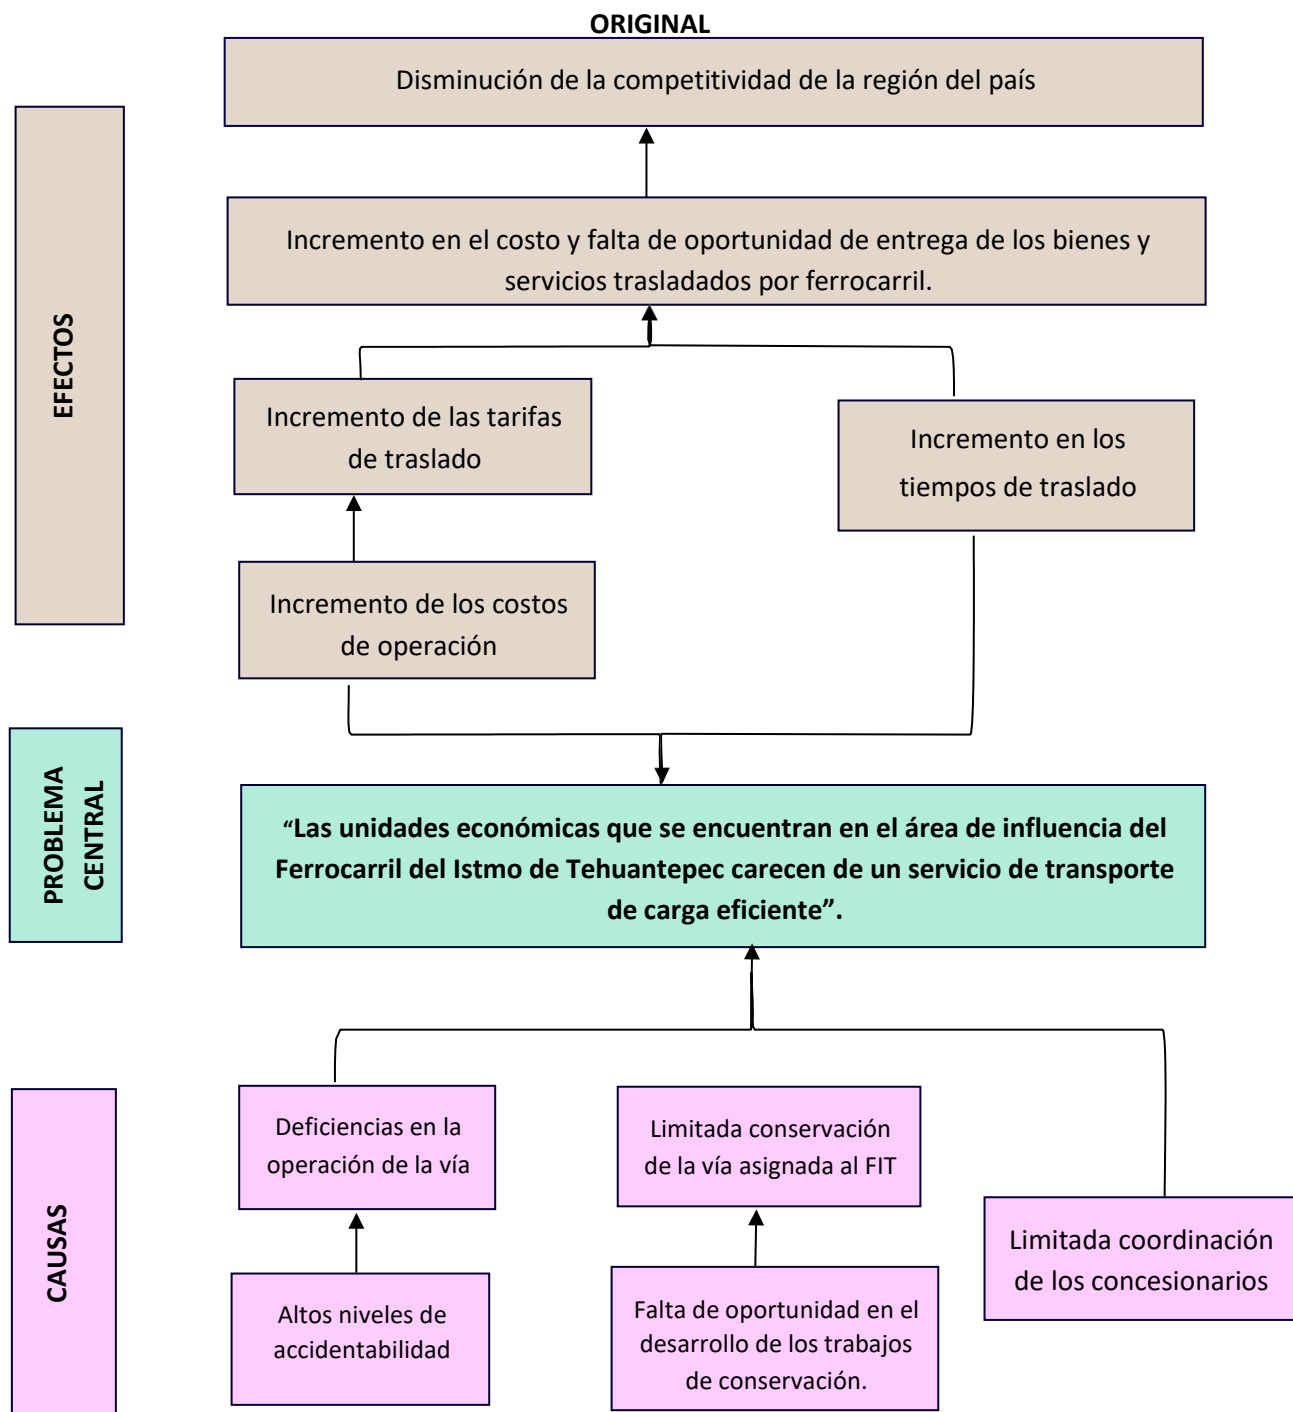 ORIGINAL
Disminución de la competitividad de la región del país
EFECTOS
Incremento en el costo y falta de oportunidad de entrega de los bienes y
servicios trasladados por ferrocarril.
Incremento de las tarifas
de traslado
Incremento en los
tiempos de traslado
Incremento de los costos
de operación
PROBLEMA
CENTRAL
“Las unidades económicas que se encuentran en el área de influencia del
Ferrocarril del Istmo de Tehuantepec carecen de un servicio de transporte
de carga eficiente”.
CAUSAS
Deficiencias en la
operación de la vía
Limitada conservación
de la vía asignada al FIT
Limitada coordinación
de los concesionarios
Altos niveles de
accidentabilidad
Falta de oportunidad en el
desarrollo de los trabajos
de conservación.